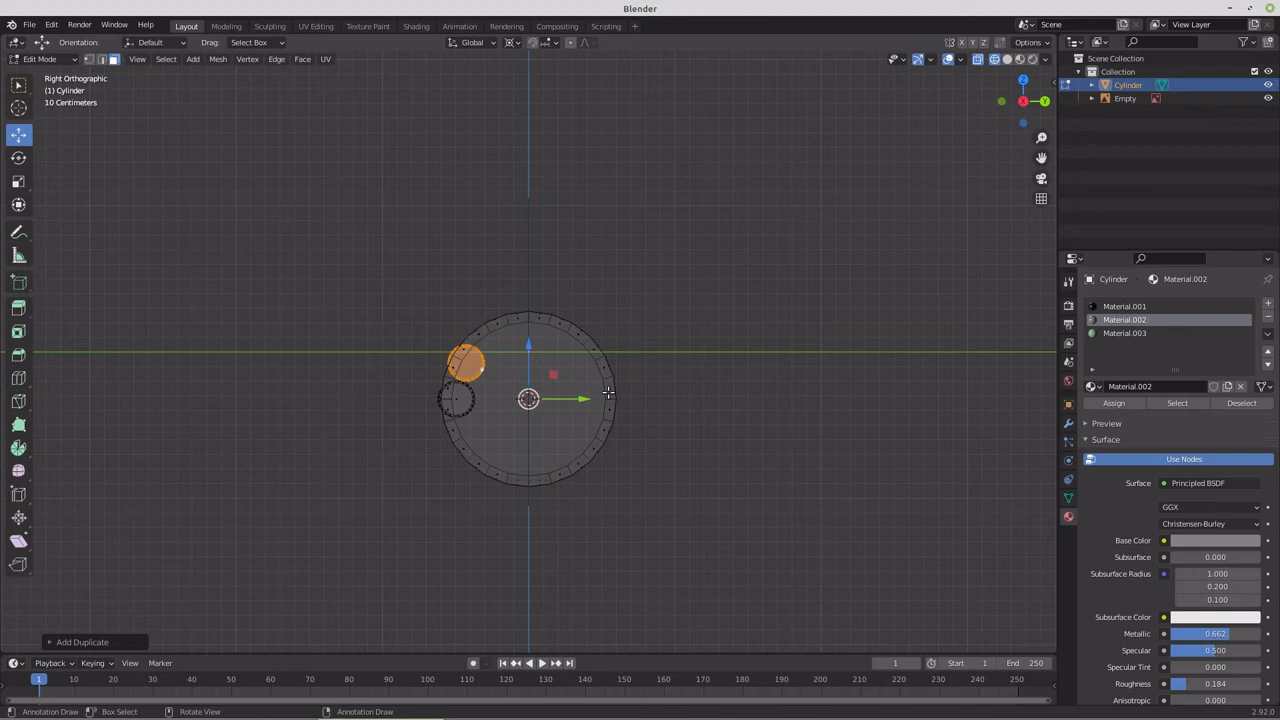 Blender
File Edit Render Window Help Layout Modeling Sculpting UV Editing Texture Paint Shading Animation Rendering Compositing Scripting Scene View Layer
Orientation: Default Drag: Select Box Global X Y Z Options
Edit Mode View Select Add Mesh Vertex Edge Face UV
Right Orthographic
(1) Cylinder
10 Centimeters
Z
X
Y
Scene Collection
Collection
Cylinder
Empty
Cylinder Material.002
Material.001
Material.002
Material.003
Material.002
Assign Select Deselect
Preview
Surface
Use Nodes
Surface Principled BSDF
GGX
Christensen-Burley
Base Color
Subsurface 0.000
Subsurface Radius 1.000
0.200
0.100
Subsurface Color
Metallic 0.662
Specular 0.500
Specular Tint 0.000
Roughness 0.184
Anisotropic 0.000
Add Duplicate
Playback Keying View Marker 1 Start 1 End 250
1 10 20 30 40 50 60 70 80 90 100 110 120 130 140 150 160 170 180 190 200 210 220 230 240 250
Annotation Draw Box Select Rotate View Annotation Draw 2.92.0